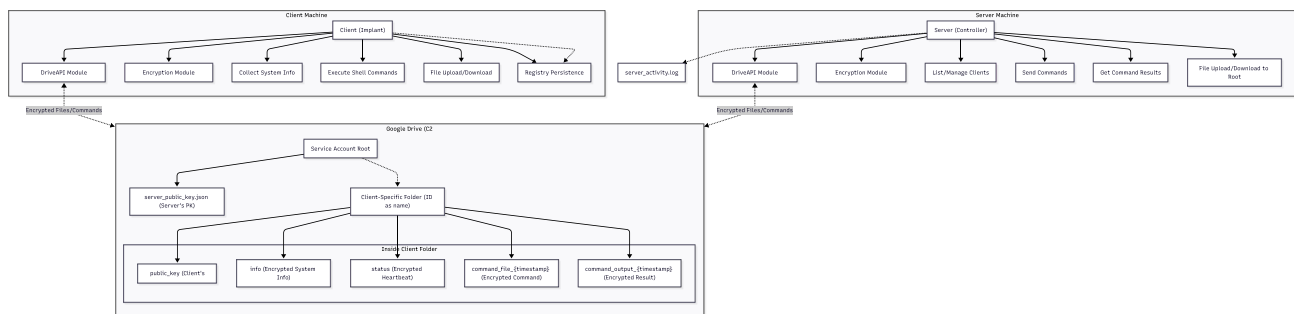 Client Machine
Server Machine
Client (Implant)
Server (Controller)
DriveAPI Module
Encryption Module
Collect System Info
Execute Shell Commands
File Upload/Download
Registry Persistence
server_activity.log
DriveAPI Module
Encryption Module
List/Manage Clients
Send Commands
Get Command Results
File Upload/Download to
Root
Encrypted Files/Commands
Encrypted Files/Commands
Google Drive (C2
Service Account Root
server_public_key.json
(Server's PK)
Client-Specific Folder (ID
as name)
Inside Client Folder
public_key (Client's
info (Encrypted System
Info)
status (Encrypted
Heartbeat)
command_file_{timestamp}
(Encrypted Command)
command_output_{timestamp}
(Encrypted Result)